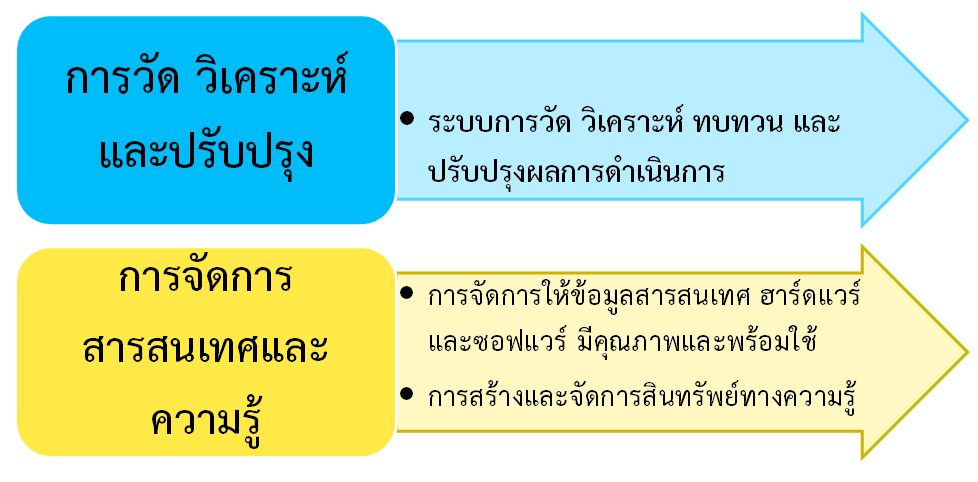 การวัด วิเคราะห์
และปรับปรุง
• ระบบการวัด วิเคราะห์ ทบทวน และ
ปรับปรุงผลการดำเนินการ
การจัดการ
สารสนเทศและ
ความรู้
• การจัดการให้ข้อมูลสารสนเทศ ฮาร์ดแวร์
และซอฟแวร์ มีคุณภาพและพร้อมใช้
• การสร้างและจัดการสินทรัพย์ทางความรู้